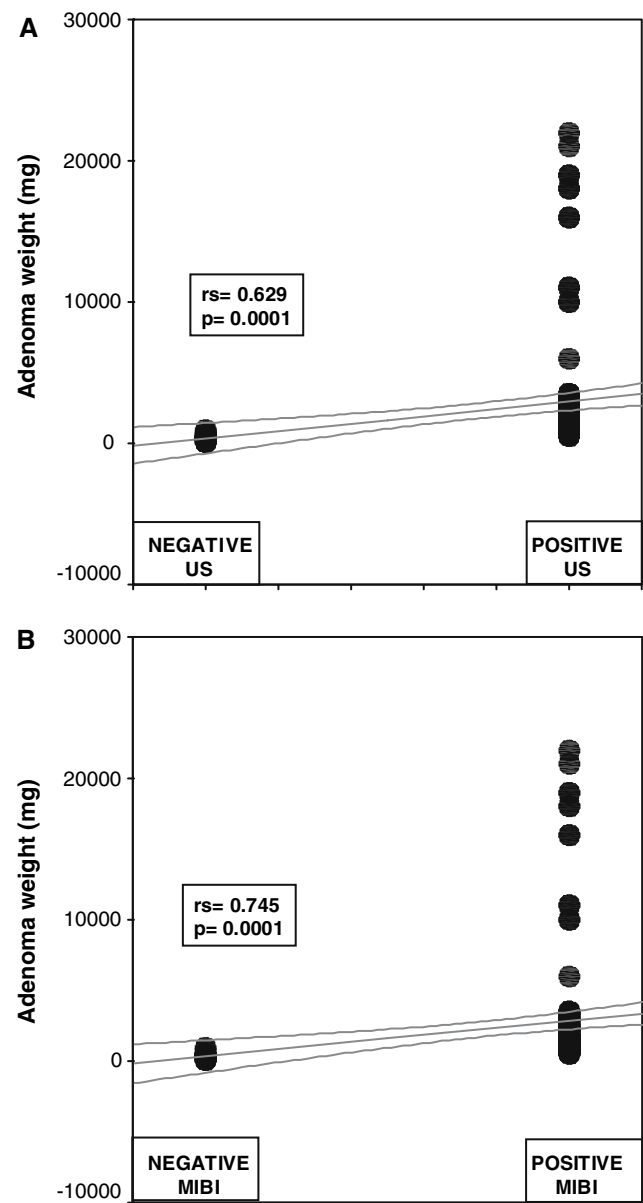 A
30000
20000
10000
0
-10000
Adenoma weight (mg)
rs= 0.629
p= 0.0001
NEGATIVE
US
POSITIVE
US
B
30000
20000
10000
0
-10000
Adenoma weight (mg)
rs= 0.745
p= 0.0001
NEGATIVE
MIBI
POSITIVE
MIBI